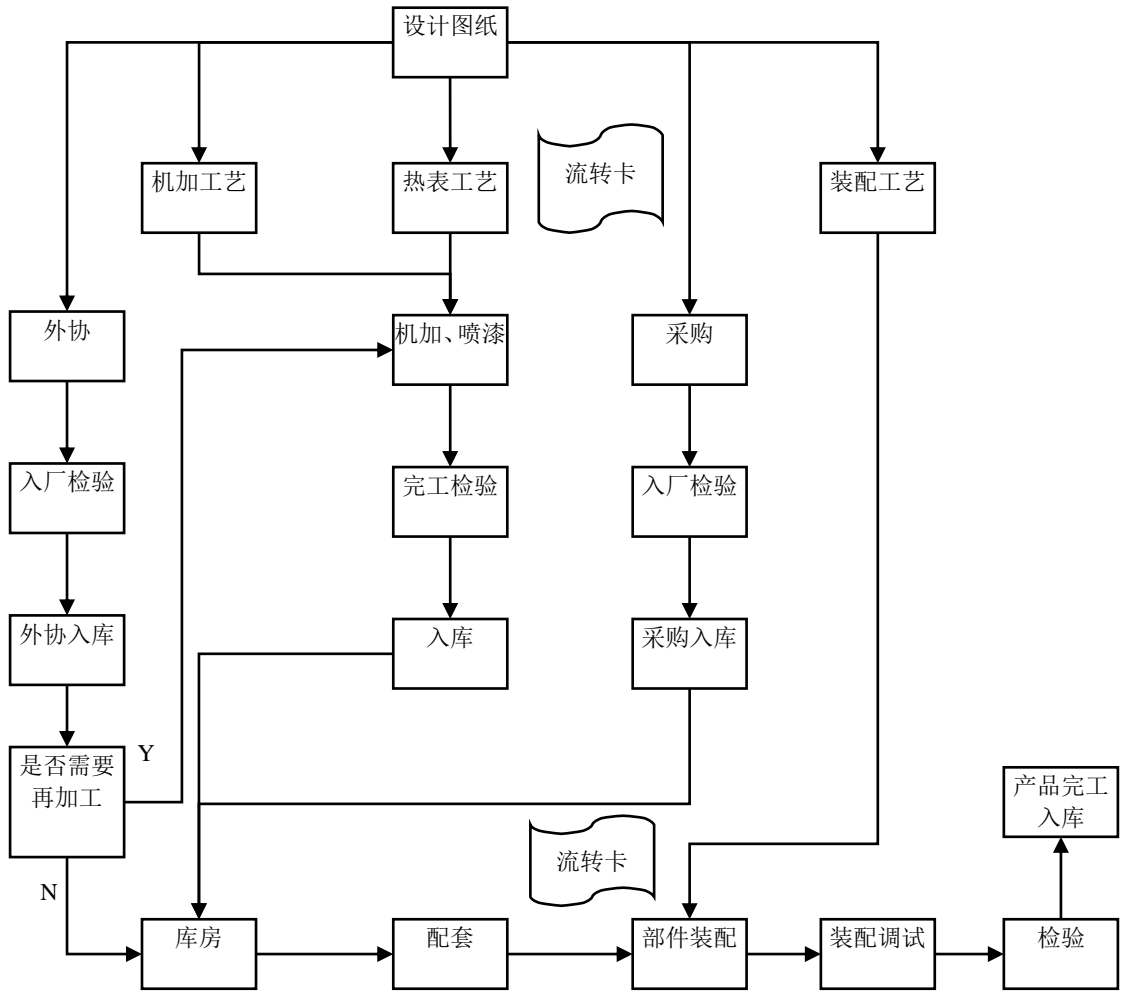 设计图纸
机加工艺
热表工艺
流转卡
装配工艺
外协
机加、喷漆
采购
入厂检验
完工检验
入厂检验
外协入库
入库
采购入库
是否需要
再加工
Y
N
产品完工
入库
流转卡
库房
配套
部件装配
装配调试
检验